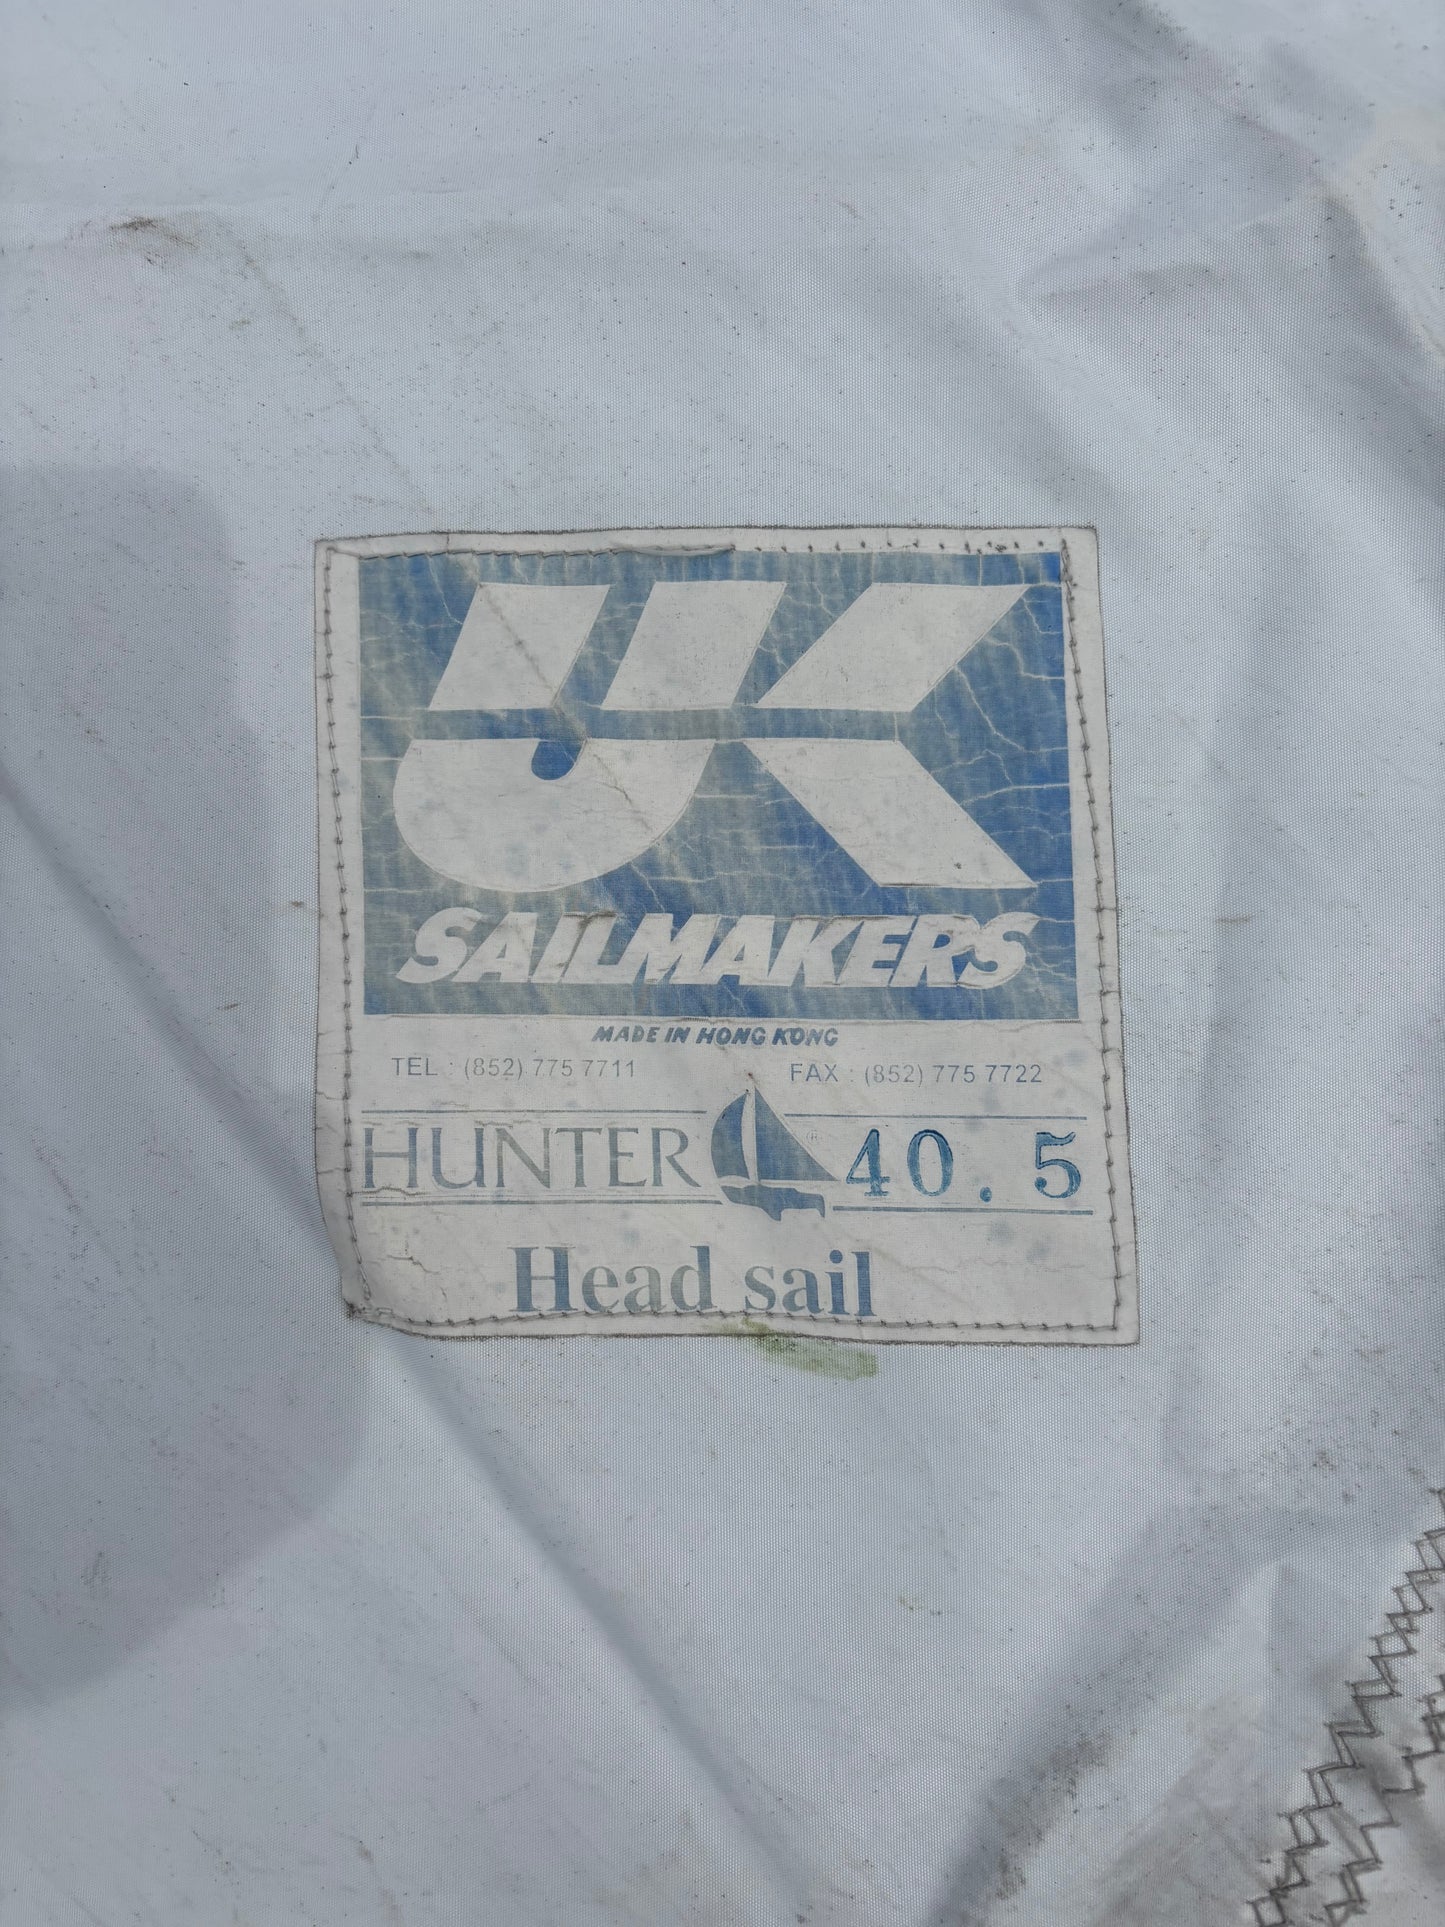 UK
SAILMAKERS
MADE IN HONG KONG
TEL : (852) 775 7711 FAX : (852) 775 7722
HUNTER ® 40.5
Head sail